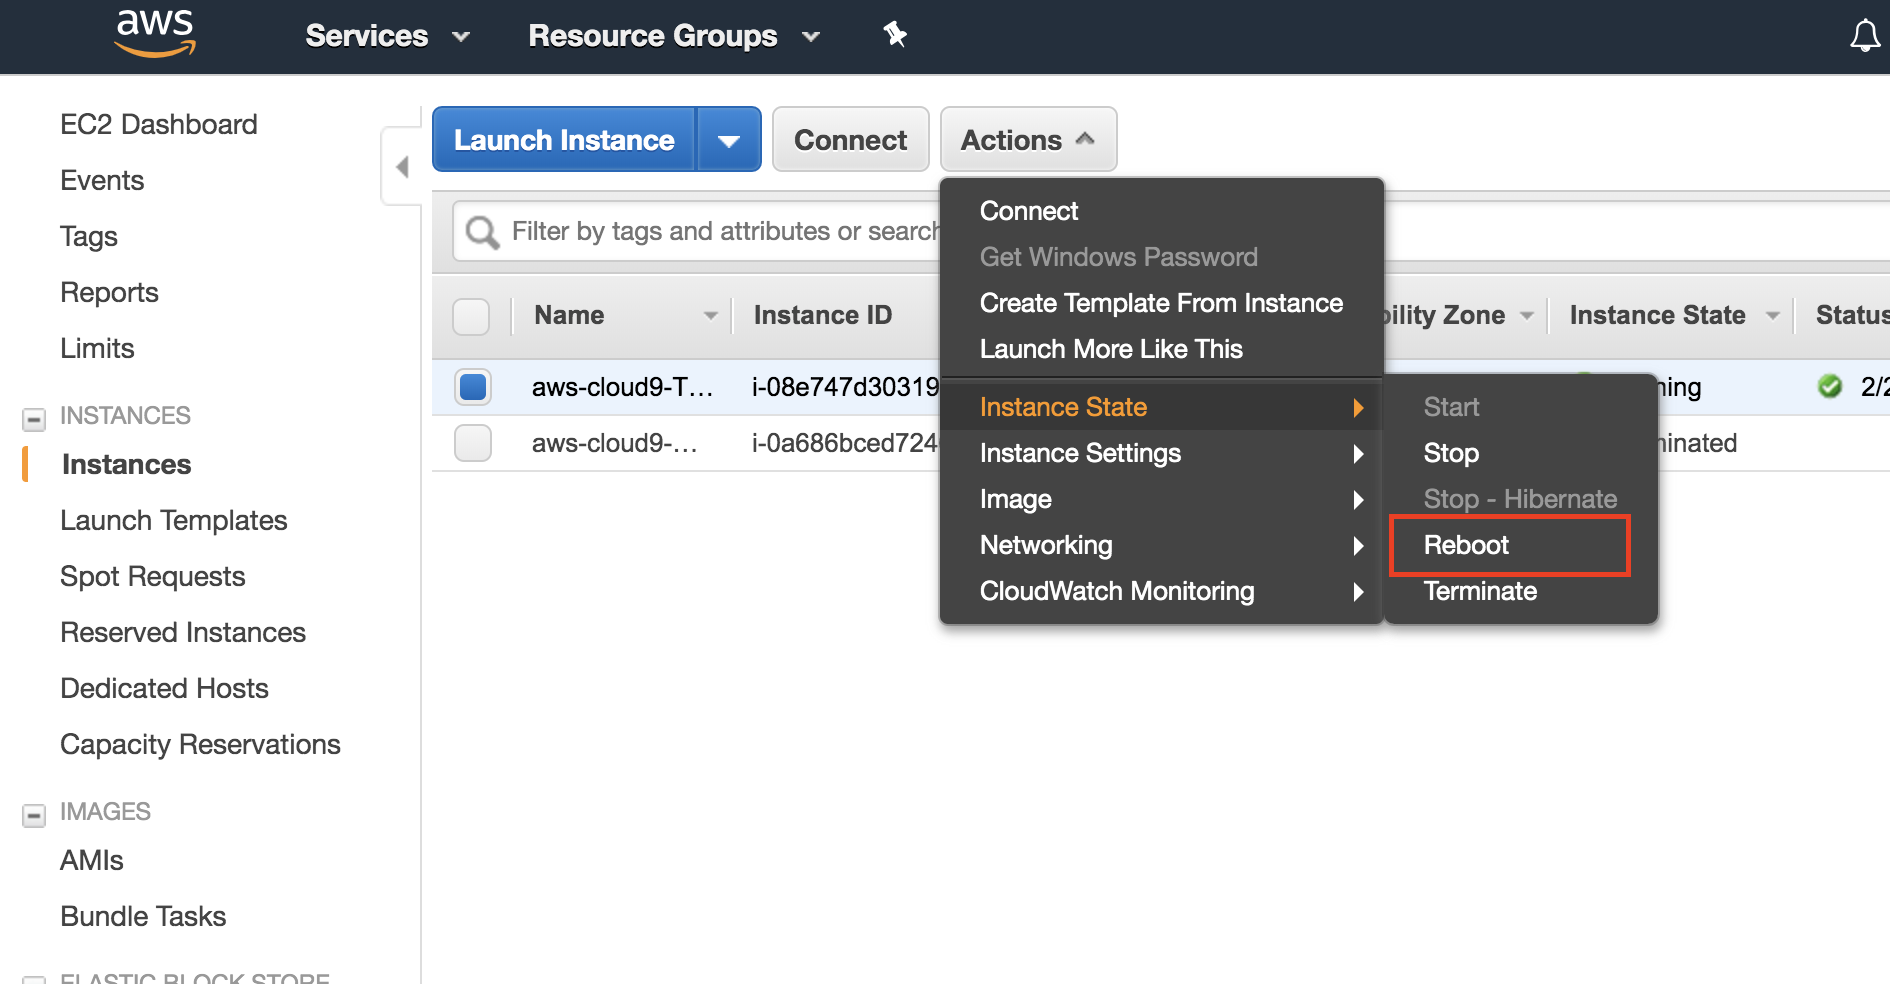 aws
Services
Resource Groups
EC2 Dashboard
Events
Tags
Reports
Limits
INSTANCES
Instances
Launch Templates
Spot Requests
Reserved Instances
Dedicated Hosts
Capacity Reservations
IMAGES
AMIs
Bundle Tasks
ELASTIC BLOCK STORE
Launch Instance
Connect
Actions
Filter by tags and attributes or search
Name
Instance ID
bility Zone
Instance State
Status
aws-cloud9-T...
i-08e747d30319
ning
2/2
aws-cloud9-...
i-0a686bced724
minated
Connect
Get Windows Password
Create Template From Instance
Launch More Like This
Instance State
Instance Settings
Image
Networking
CloudWatch Monitoring
Start
Stop
Stop - Hibernate
Reboot
Terminate